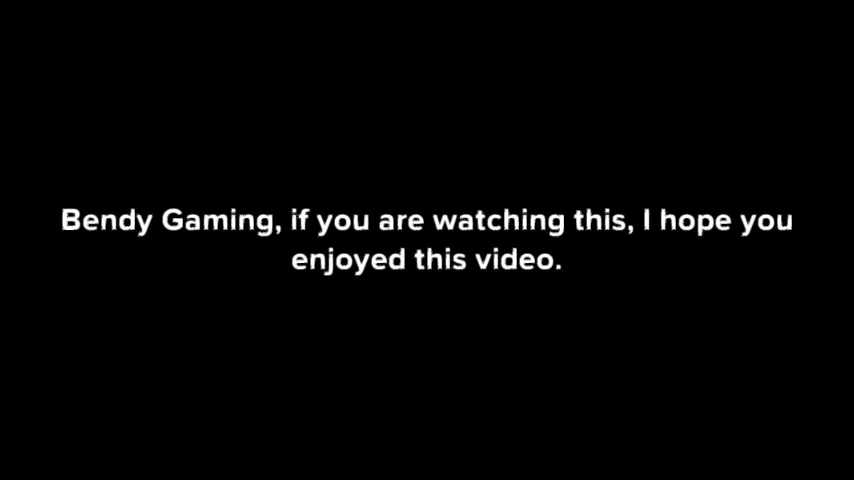 Bendy Gaming, if you are watching this, I hope you
enjoyed this video.